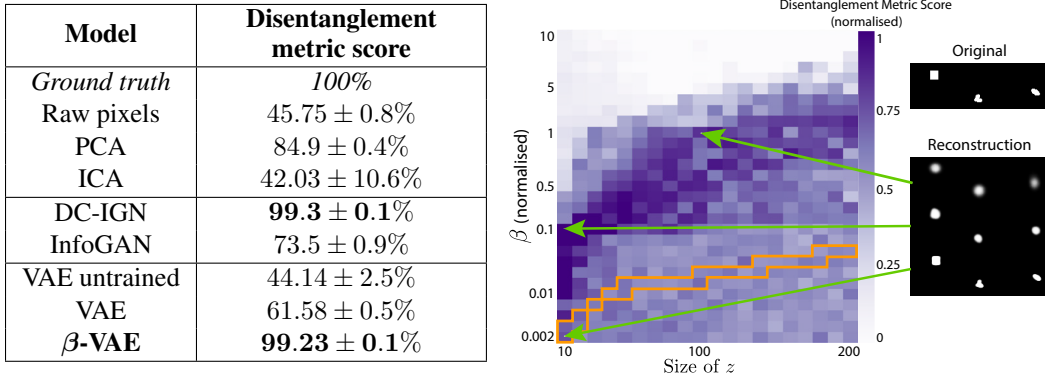 Model
Disentanglement
metric score
Ground truth 100%
Raw pixels 45.75 ± 0.8%
PCA 84.9 ± 0.4%
ICA 42.03 ± 10.6%
DC-IGN 99.3 ± 0.1%
InfoGAN 73.5 ± 0.9%
VAE untrained 44.14 ± 2.5%
VAE 61.58 ± 0.5%
β-VAE 99.23 ± 0.1%
Disentanglement Metric Score
(normalised)
10
5
1
0.5
0.1
0.01
0.002
β (normalised)
10 100 200
Size of z
1
0.75
0.5
0.25
0
Original
Reconstruction